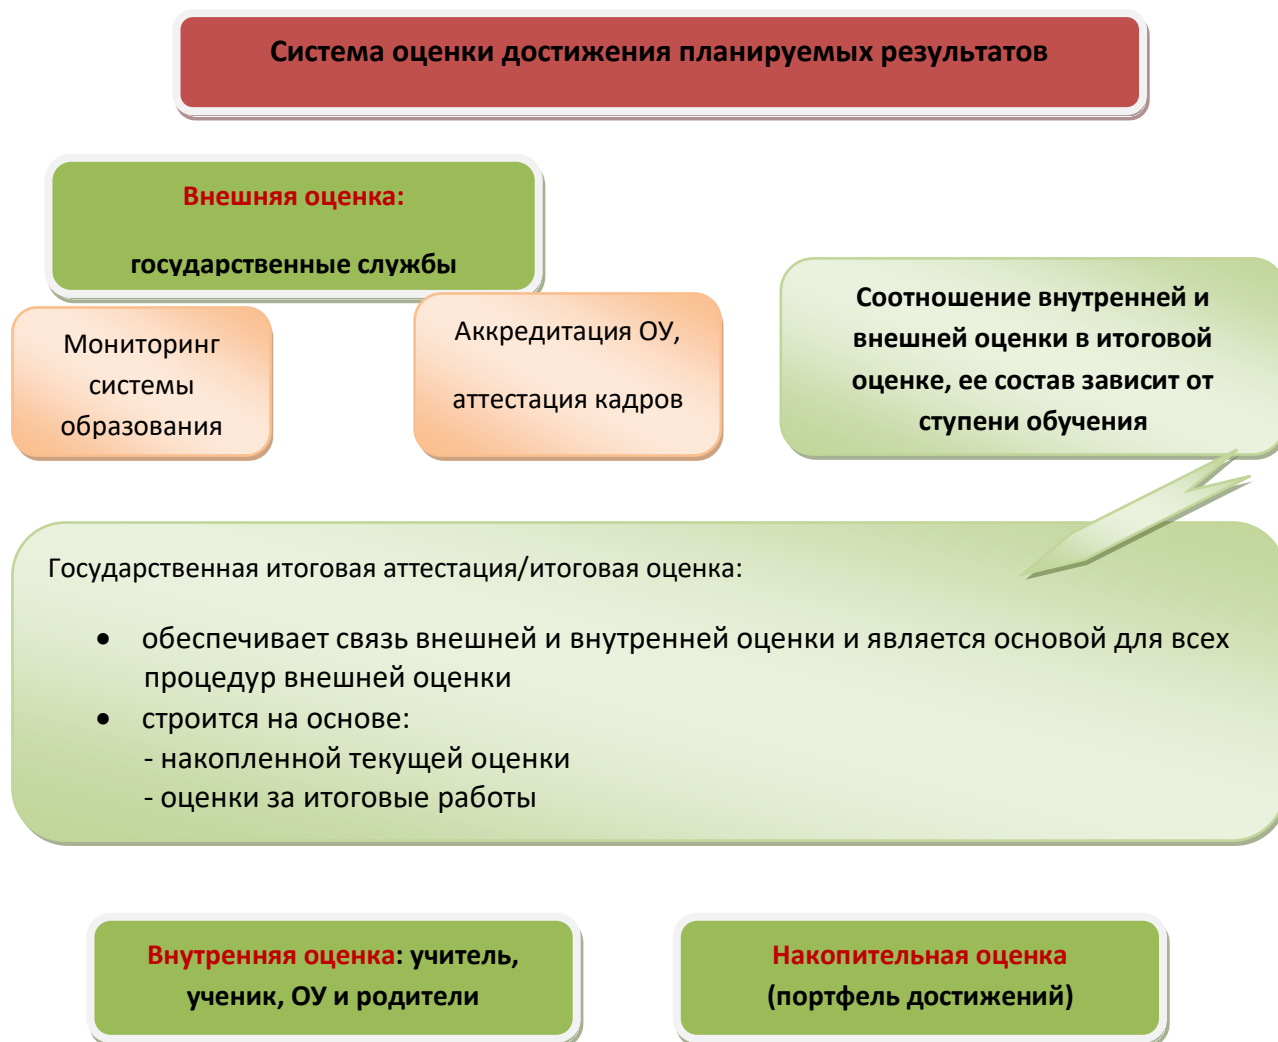 Система оценки достижения планируемых результатов
Внешняя оценка:
государственные службы
Мониторинг
системы
образования
Аккредитация ОУ,
аттестация кадров
Соотношение внутренней и
внешней оценки в итоговой
оценке, ее состав зависит от
ступени обучения
Государственная итоговая аттестация/итоговая оценка:
• обеспечивает связь внешней и внутренней оценки и является основой для всех
процедур внешней оценки
• строится на основе:
- накопленной текущей оценки
- оценки за итоговые работы
Внутренняя оценка: учитель,
ученик, ОУ и родители
Накопительная оценка
(портфель достижений)